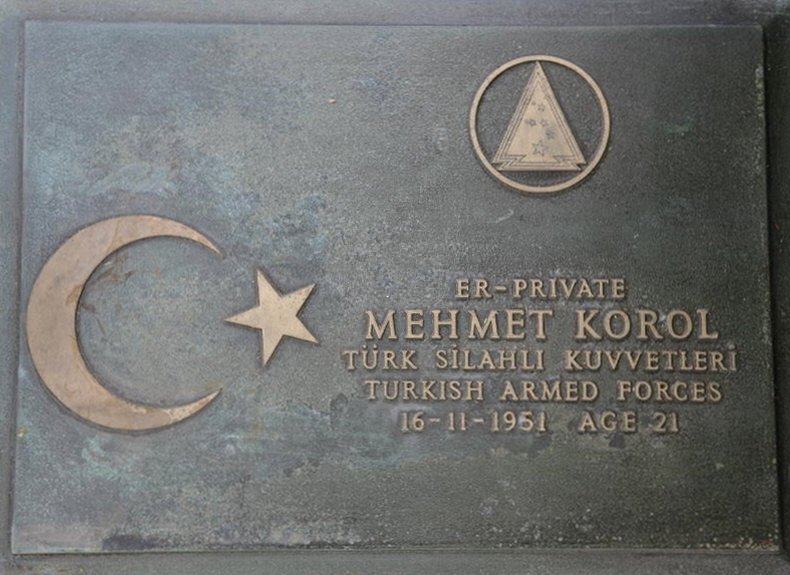 ER-PRIVATE
MEHMET KOROL
TÜRK SİLAHLI KUVVETLERİ
TURKISH ARMED FORCES
16-11-1951 AGE 21